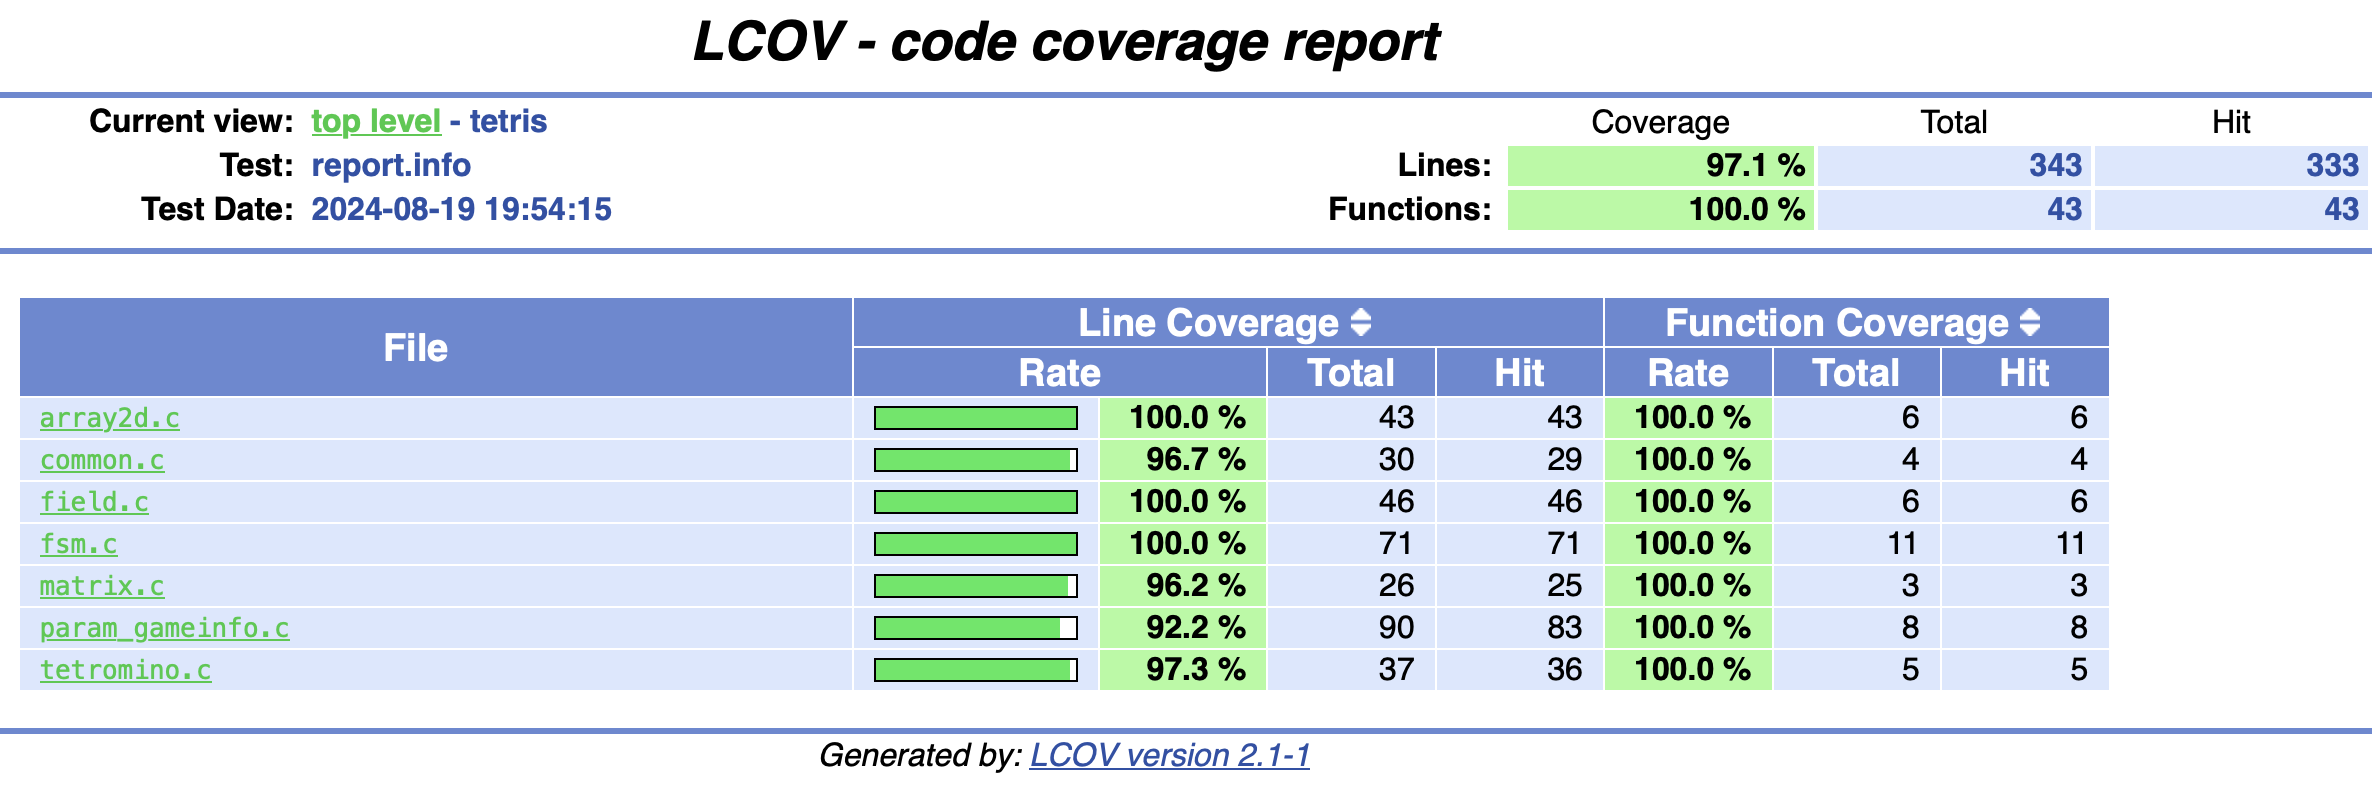 LCOV - code coverage report
Current view: top level - tetris Coverage Total Hit
Test: report.info Lines: 97.1 % 343 333
Test Date: 2024-08-19 19:54:15 Functions: 100.0 % 43 43
File Line Coverage Function Coverage
Rate Total Hit Rate Total Hit
array2d.c 100.0 % 43 43 100.0 % 6 6
common.c 96.7 % 30 29 100.0 % 4 4
field.c 100.0 % 46 46 100.0 % 6 6
fsm.c 100.0 % 71 71 100.0 % 11 11
matrix.c 96.2 % 26 25 100.0 % 3 3
param_gameinfo.c 92.2 % 90 83 100.0 % 8 8
tetromino.c 97.3 % 37 36 100.0 % 5 5
Generated by: LCOV version 2.1-1